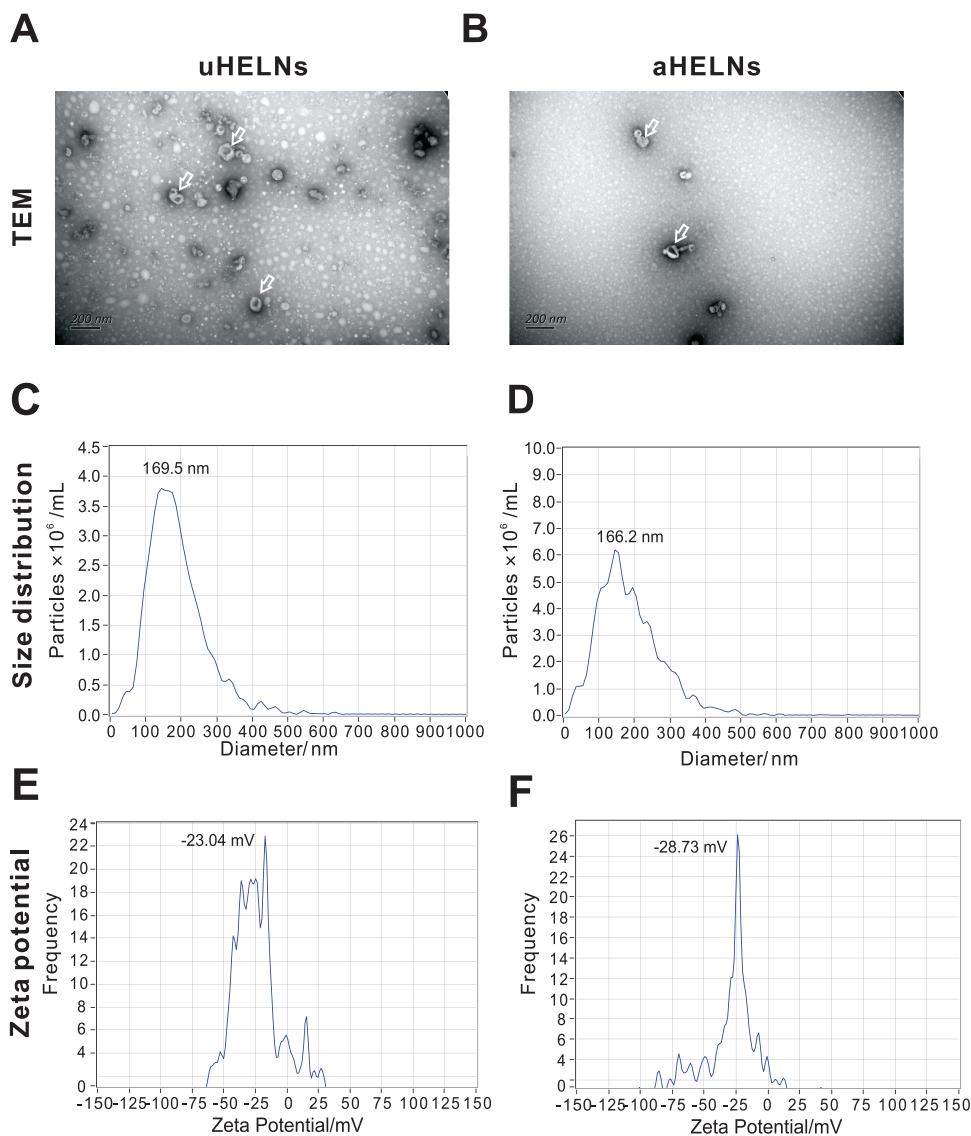 A
B
uHELNs
aHELNs
TEM
200 nm
200 nm
C
D
Size distribution
Particles ×10⁶ /mL
4.5
4.0
3.5
3.0
2.5
2.0
1.5
1.0
0.5
0.0
169.5 nm
0 100 200 300 400 500 600 700 800 900 1000
Diameter/ nm
Particles ×10⁶ /mL
10.0
9.0
8.0
7.0
6.0
5.0
4.0
3.0
2.0
1.0
0.0
166.2 nm
0 100 200 300 400 500 600 700 800 900 1000
Diameter/ nm
E
F
Zeta potential
Frequency
24
22
20
18
16
14
12
10
8
6
4
0
-23.04 mV
-150-125-100 -75 -50 -25 0 25 50 75 100 125 150
Zeta Potential/mV
Frequency
26
24
22
20
18
16
14
12
10
8
6
4
0
-28.73 mV
-150-125-100 -75 -50 -25 0 25 50 75 100 125 150
Zeta Potential/mV